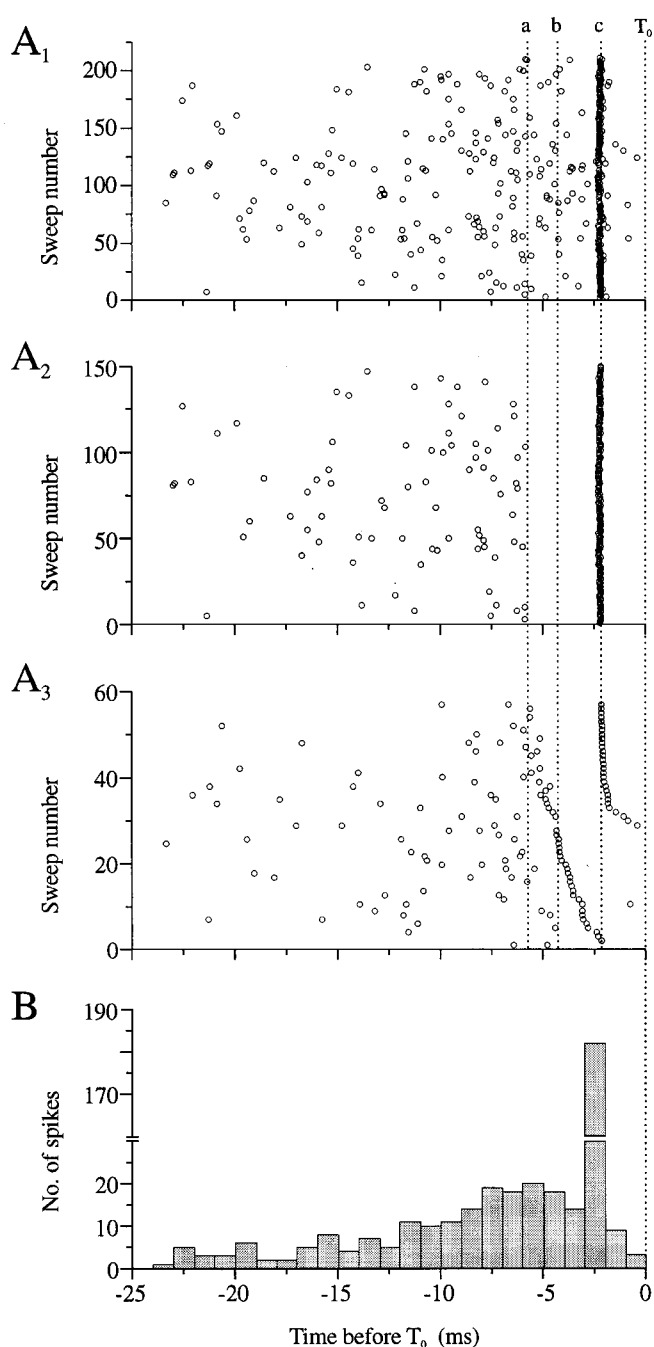 a b c T₀
A₁
200
150
100
50
0
Sweep number
A₂
150
100
50
0
Sweep number
A₃
60
40
20
0
Sweep number
B
190
170
20
10
0
No. of spikes
-25 -20 -15 -10 -5 0
Time before T₀ (ms)